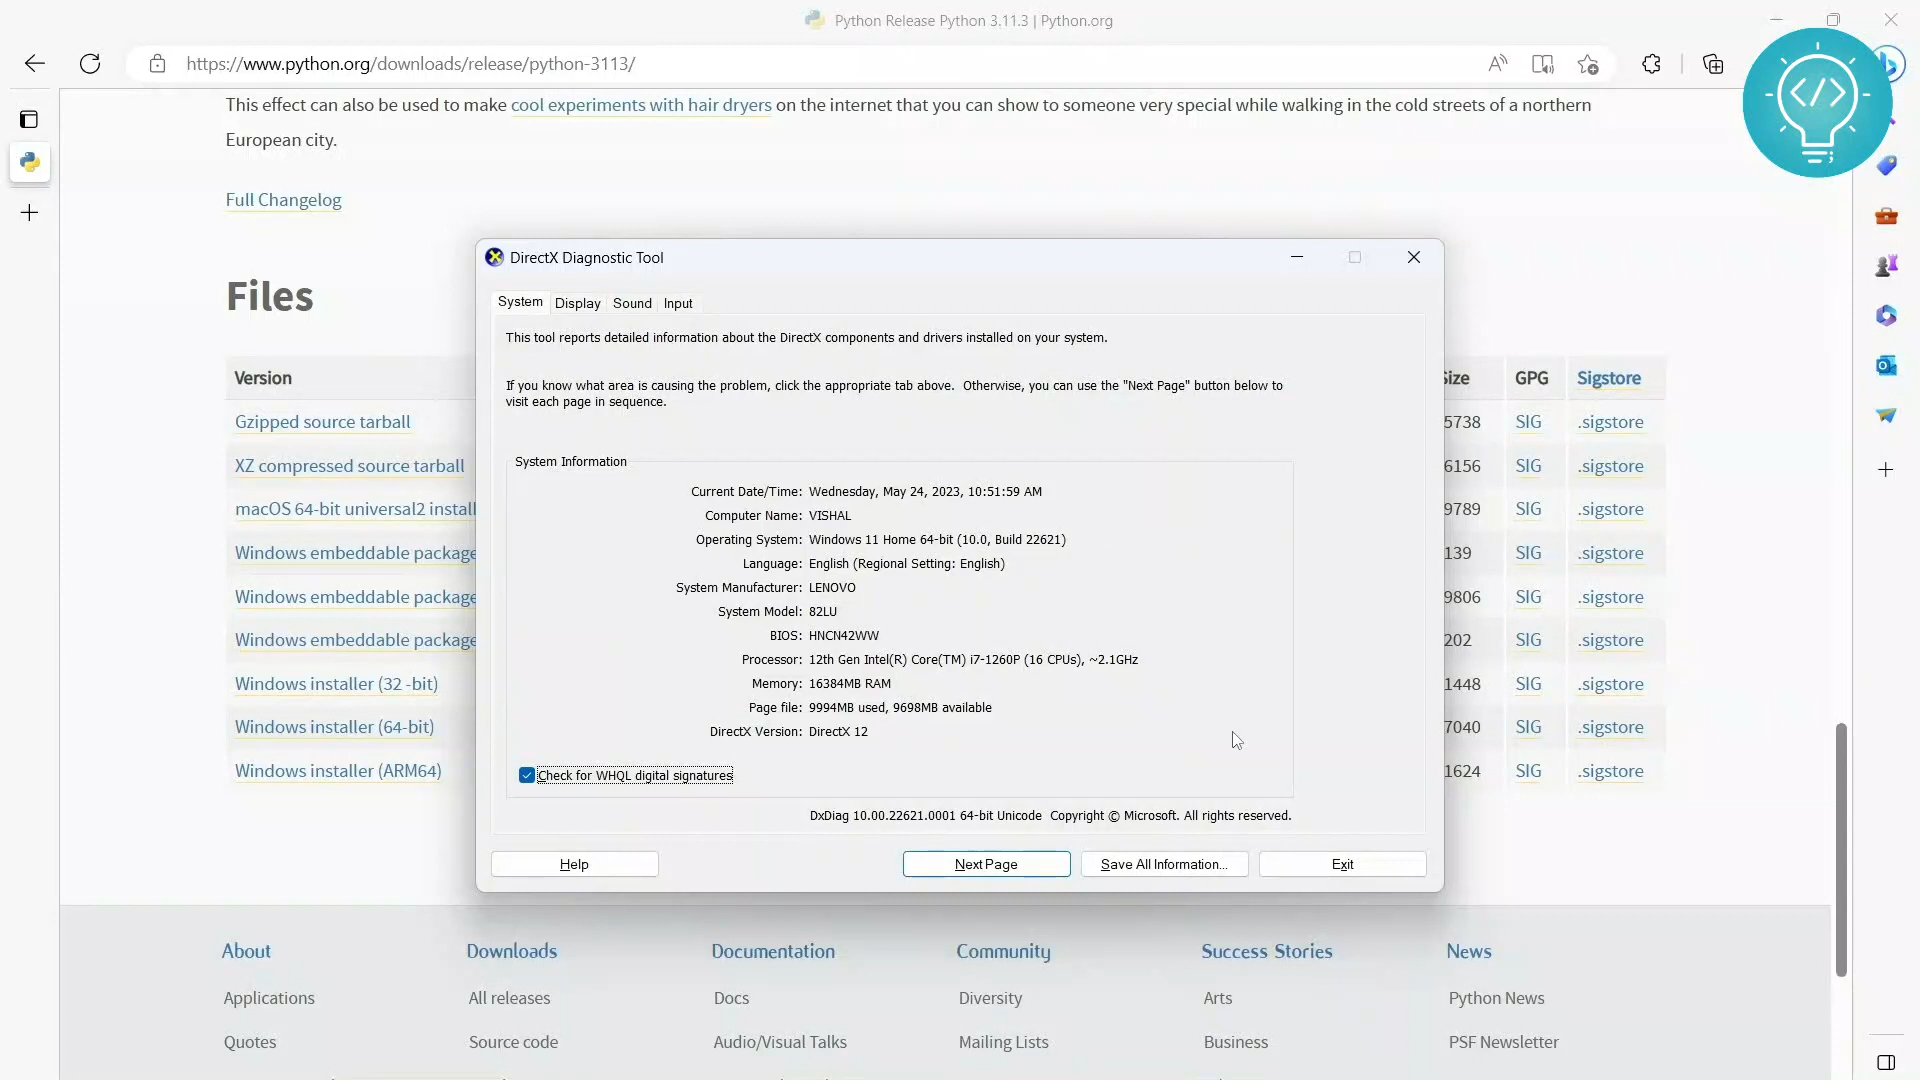 Python Release Python 3.11.3 | Python.org
https://www.python.org/downloads/release/python-3113/
This effect can also be used to make cool experiments with hair dryers on the internet that you can show to someone very special while walking in the cold streets of a northern
European city.
Full Changelog
Files
Version
Gzipped source tarball
XZ compressed source tarball
macOS 64-bit universal2 install
Windows embeddable package
Windows embeddable package
Windows embeddable package
Windows installer (32 -bit)
Windows installer (64-bit)
Windows installer (ARM64)
DirectX Diagnostic Tool
System Display Sound Input
This tool reports detailed information about the DirectX components and drivers installed on your system.
If you know what area is causing the problem, click the appropriate tab above. Otherwise, you can use the "Next Page" button below to
visit each page in sequence.
System Information
Current Date/Time: Wednesday, May 24, 2023, 10:51:59 AM
Computer Name: VISHAL
Operating System: Windows 11 Home 64-bit (10.0, Build 22621)
Language: English (Regional Setting: English)
System Manufacturer: LENOVO
System Model: 82LU
BIOS: HNCN42WW
Processor: 12th Gen Intel(R) Core(TM) i7-1260P (16 CPUs), ~2.1GHz
Memory: 16384MB RAM
Page file: 9994MB used, 9698MB available
DirectX Version: DirectX 12
Check for WHQL digital signatures
DxDiag 10.00.22621.0001 64-bit Unicode Copyright © Microsoft. All rights reserved.
Help Next Page Save All Information... Exit
Size GPG Sigstore
5738 SIG .sigstore
6156 SIG .sigstore
9789 SIG .sigstore
139 SIG .sigstore
9806 SIG .sigstore
202 SIG .sigstore
1448 SIG .sigstore
7040 SIG .sigstore
1624 SIG .sigstore
About Downloads Documentation Community Success Stories News
Applications All releases Docs Diversity Arts Python News
Quotes Source code Audio/Visual Talks Mailing Lists Business PSF Newsletter